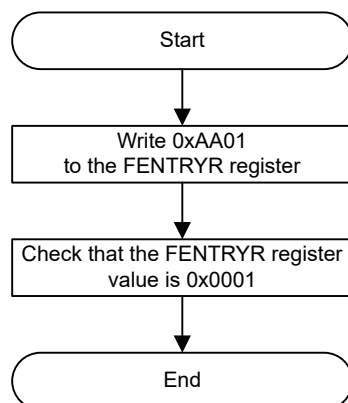 Start
Write 0xAA01
to the FENTRYR register
Check that the FENTRYR register
value is 0x0001
End